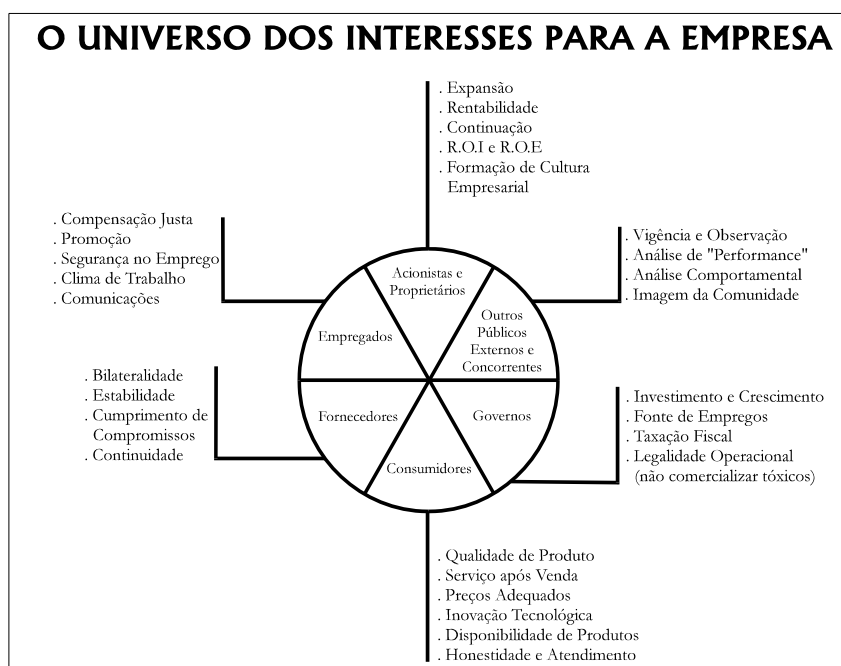 O UNIVERSO DOS INTERESSES PARA A EMPRESA
. Expansão
. Rentabilidade
. Continuação
. R.O.I e R.O.E
. Formação de Cultura
Empresarial
. Compensação Justa
. Promoção
. Segurança no Emprego
. Clima de Trabalho
. Comunicações
. Vigência e Observação
. Análise de "Performance"
. Análise Comportamental
. Imagem da Comunidade
Acionistas e
Proprietários
Empregados
Outros
Públicos
Externos e
Concorrentes
Fornecedores
Governos
Consumidores
. Bilateralidade
. Estabilidade
. Cumprimento de
Compromissos
. Continuidade
. Investimento e Crescimento
. Fonte de Empregos
. Taxação Fiscal
. Legalidade Operacional
(não comercializar tóxicos)
. Qualidade de Produto
. Serviço após Venda
. Preços Adequados
. Inovação Tecnológica
. Disponibilidade de Produtos
. Honestidade e Atendimento